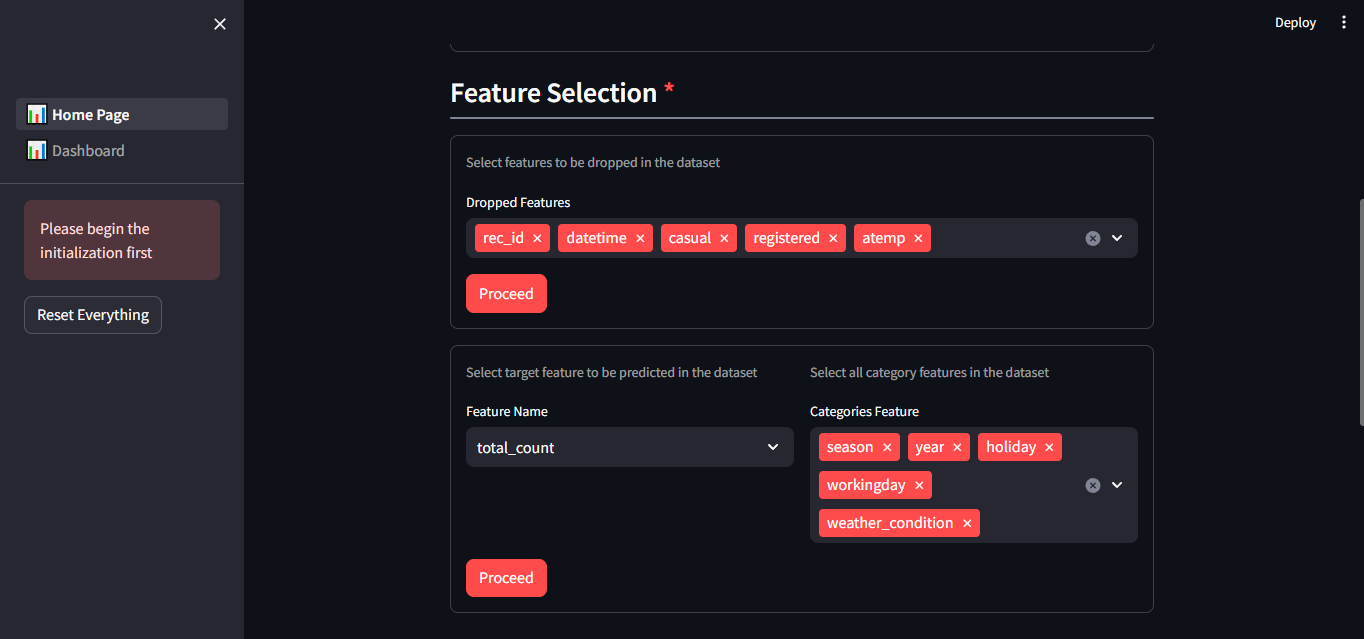 Deploy
Home Page
Dashboard
Please begin the
initialization first
Reset Everything
Feature Selection *
Select features to be dropped in the dataset
Dropped Features
rec_id datetime casual registered atemp
Proceed
Select target feature to be predicted in the dataset
Feature Name
total_count
Select all category features in the dataset
Categories Feature
season year holiday
workingday
weather_condition
Proceed